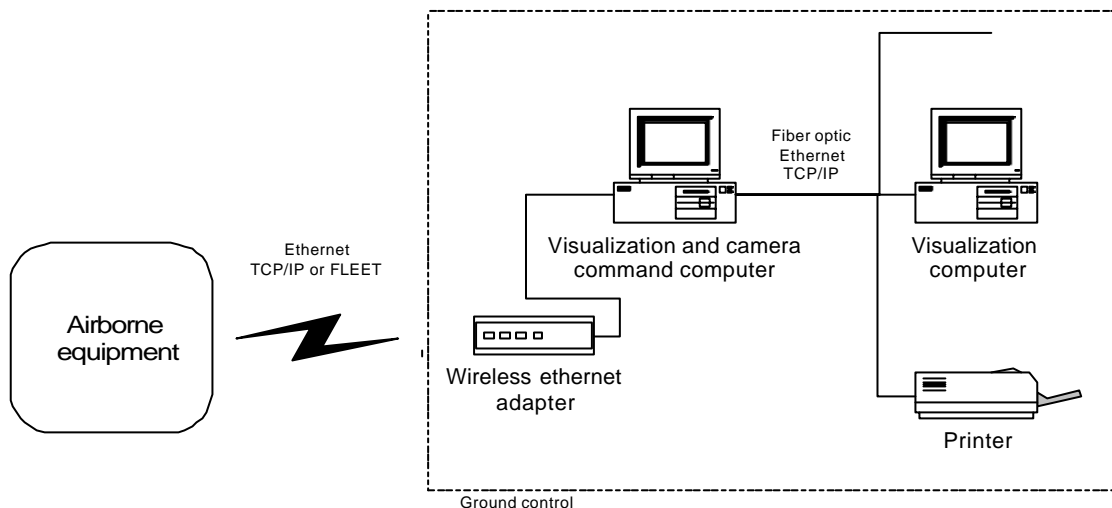 Fiber optic
Ethernet
TCP/IP
Ethernet
TCP/IP or FLEET
Visualization and camera
command computer
Visualization
computer
Airborne
equipment
Wireless ethernet
adapter
Printer
Ground control